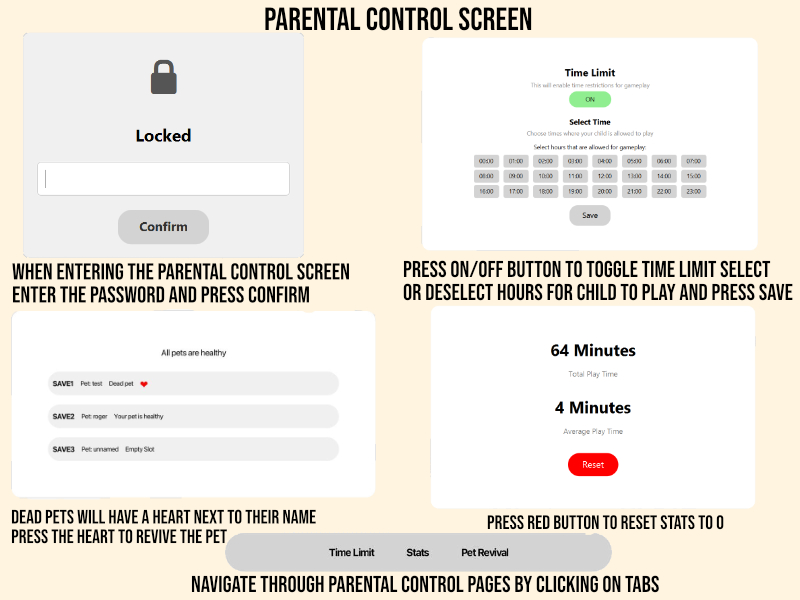 PARENTAL CONTROL SCREEN
Locked
Confirm
WHEN ENTERING THE PARENTAL CONTROL SCREEN
ENTER THE PASSWORD AND PRESS CONFIRM
Time Limit
This will enable time restrictions for gameplay
ON
Select Time
Choose times where your child is allowed to play
Select hours that are allowed for gameplay:
00:00 01:00 02:00 03:00 04:00 05:00 06:00 07:00
08:00 09:00 10:00 11:00 12:00 13:00 14:00 15:00
16:00 17:00 18:00 19:00 20:00 21:00 22:00 23:00
Save
PRESS ON/OFF BUTTON TO TOGGLE TIME LIMIT SELECT
OR DESELECT HOURS FOR CHILD TO PLAY AND PRESS SAVE
All pets are healthy
SAVE1 Pet: test Dead pet
SAVE2 Pet: roger Your pet is healthy
SAVE3 Pet: unnamed Empty Slot
DEAD PETS WILL HAVE A HEART NEXT TO THEIR NAME
PRESS THE HEART TO REVIVE THE PET
64 Minutes
Total Play Time
4 Minutes
Average Play Time
Reset
PRESS RED BUTTON TO RESET STATS TO 0
Time Limit Stats Pet Revival
NAVIGATE THROUGH PARENTAL CONTROL PAGES BY CLICKING ON TABS